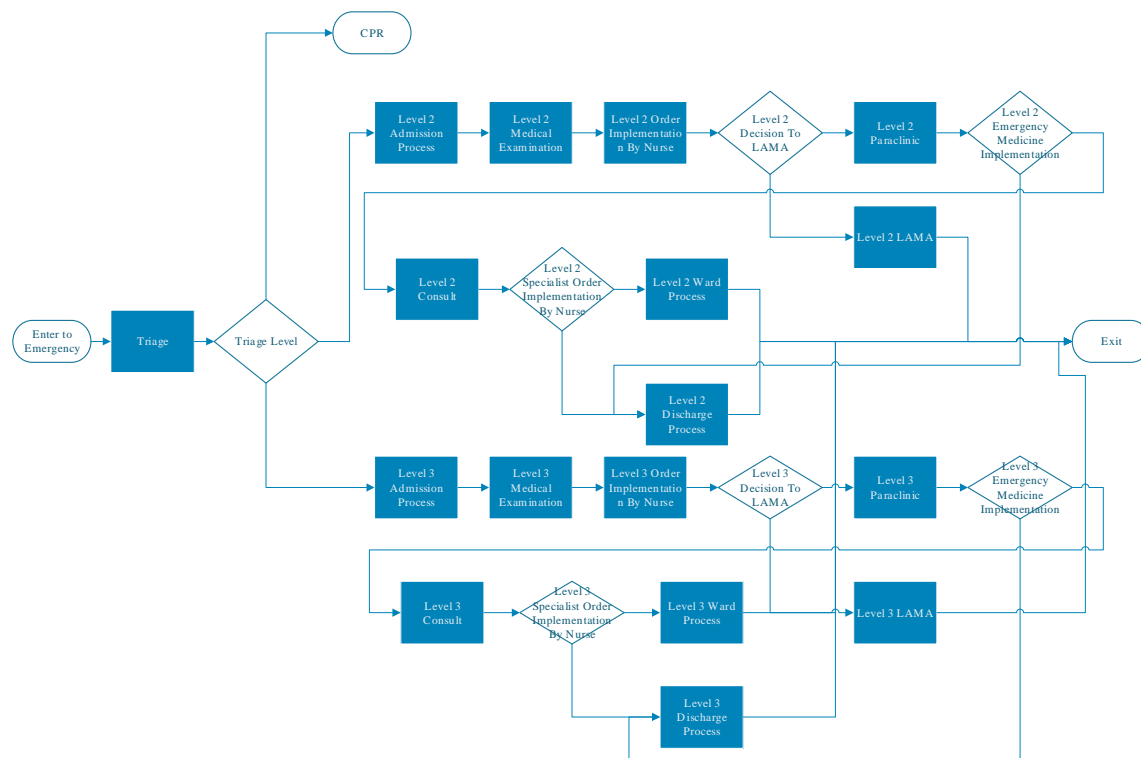 CPR
Level 2
Admission
Process
Level 2
Medical
Examination
Level 2 Order
Implementatio
n By Nurse
Level 2
Decision To
LAMA
Level 2
Paraclinic
Level 2
Emergency
Medicine
Implementation
Level 2 LAMA
Level 2
Consult
Level 2
Specialist Order
Implementation
By Nurse
Level 2 Ward
Process
Enter to
Emergency
Triage
Triage Level
Exit
Level 2
Discharge
Process
Level 3
Admission
Process
Level 3
Medical
Examination
Level 3 Order
Implementatio
n By Nurse
Level 3
Decision To
LAMA
Level 3
Paraclinic
Level 3
Emergency
Medicine
Implementation
Level 3
Consult
Level 3
Specialist Order
Implementation
By Nurse
Level 3 Ward
Process
Level 3 LAMA
Level 3
Discharge
Process